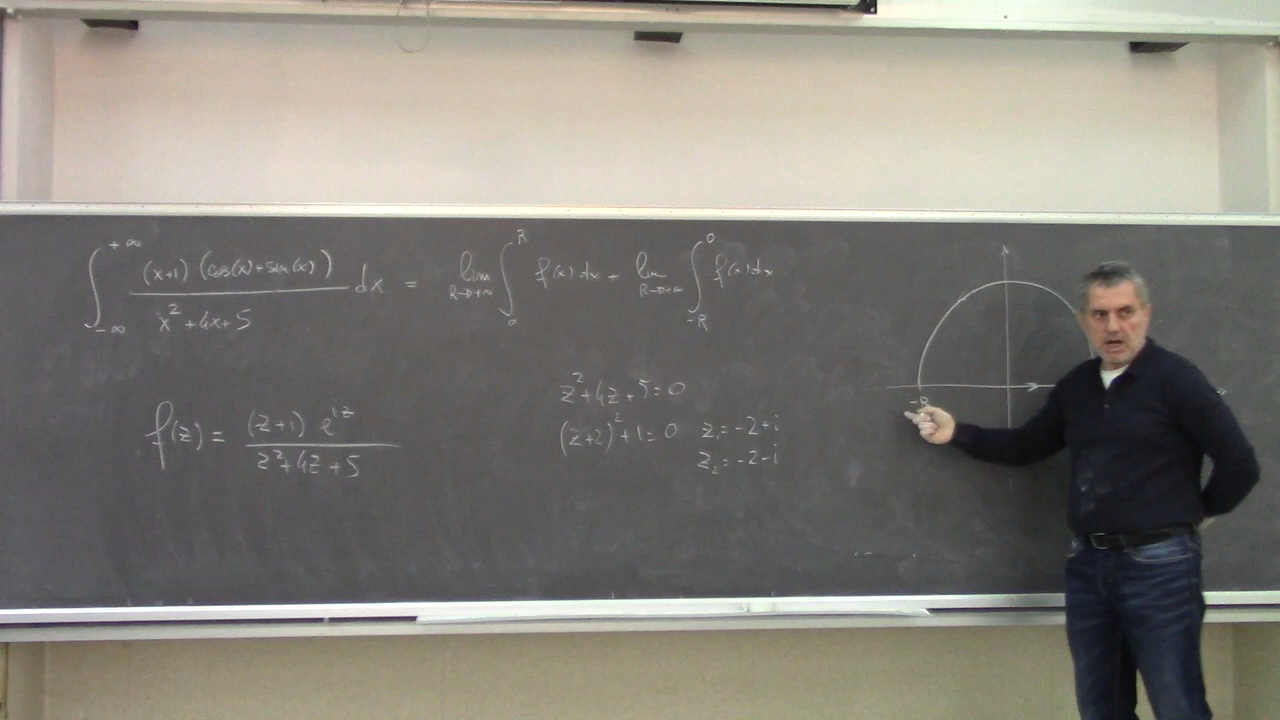 ∫_{-∞}^{+∞} (x+1) (cos(x)+sin(x)) / (x²+4x+5) dx = lim_{R→+∞} ∫_0^R f(x) dx + lim_{R→+∞} ∫_{-R}^0 f(x) dx
f(z) = (z+1) e^{iz} / (z²+4z+5)
z²+4z+5=0
(z+2)²+1=0
z₁=-2+i
z₂=-2-i
-R